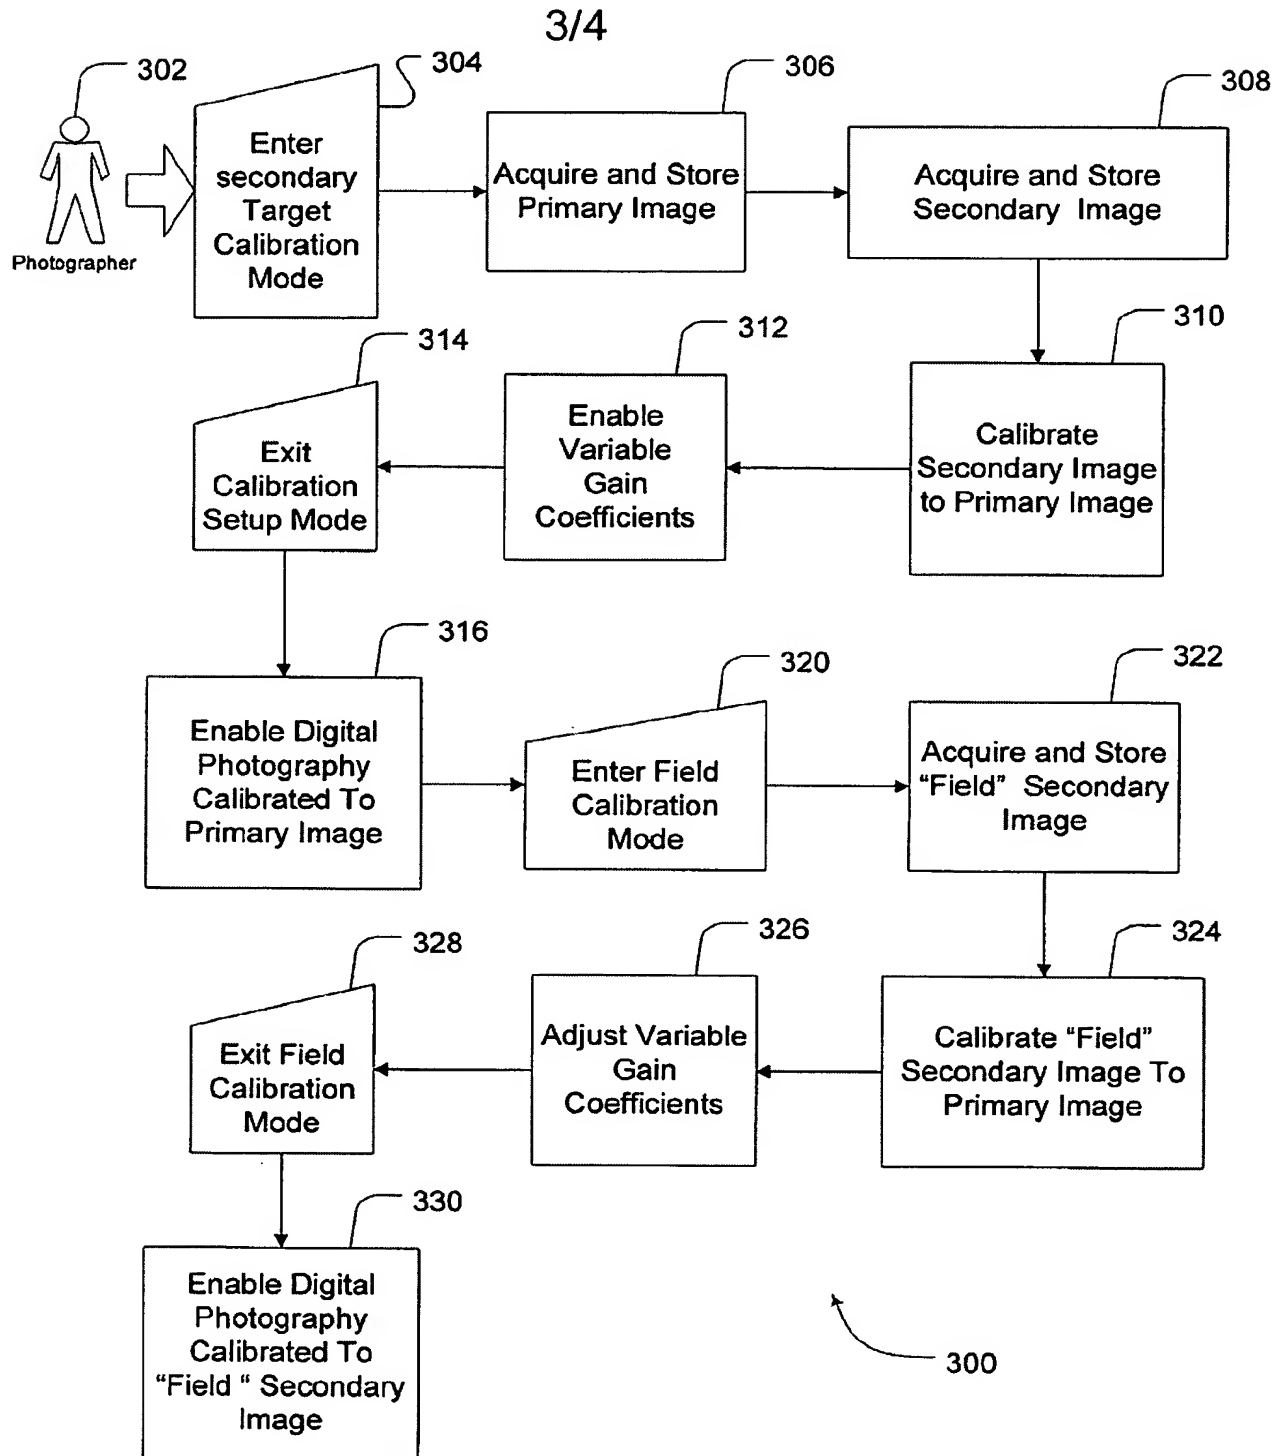 3/4
302
304
306
308
Photographer
Enter
secondary
Target
Calibration
Mode
Acquire and Store
Primary Image
Acquire and Store
Secondary Image
314
312
310
Exit
Calibration
Setup Mode
Enable
Variable
Gain
Coefficients
Calibrate
Secondary Image
to Primary Image
316
320
322
Enable Digital
Photography
Calibrated To
Primary Image
Enter Field
Calibration
Mode
Acquire and Store
“Field” Secondary
Image
328
326
324
Exit Field
Calibration
Mode
Adjust Variable
Gain
Coefficients
Calibrate “Field”
Secondary Image To
Primary Image
330
Enable Digital
Photography
Calibrated To
“Field “ Secondary
Image
300